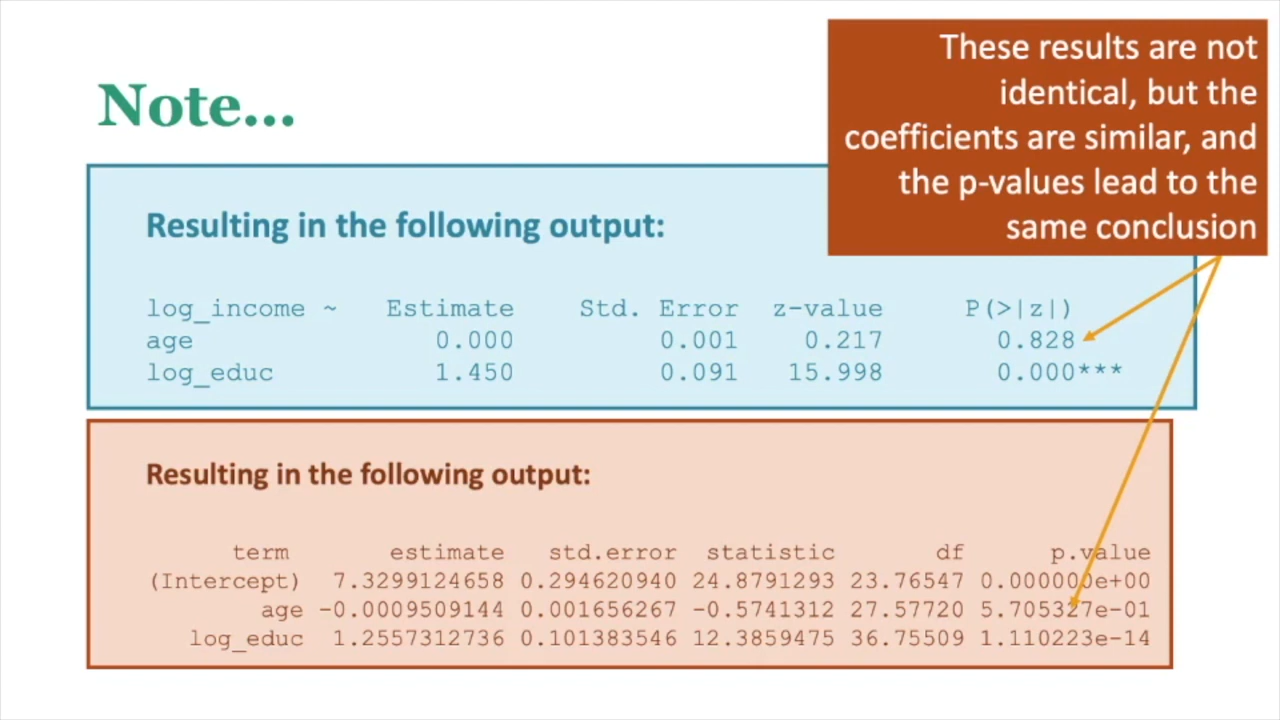 Note...
These results are not
identical, but the
coefficients are similar, and
the p-values lead to the
same conclusion
Resulting in the following output:
log_income ~ Estimate Std. Error z-value P(>|z|)
age 0.000 0.001 0.217 0.828
log_educ 1.450 0.091 15.998 0.000***
Resulting in the following output:
term estimate std.error statistic df p.value
(Intercept) 7.3299124658 0.294620940 24.8791293 23.76547 0.000000e+00
age -0.0009509144 0.001656267 -0.5741312 27.57720 5.705327e-01
log_educ 1.2557312736 0.101383546 12.3859475 36.75509 1.110223e-14